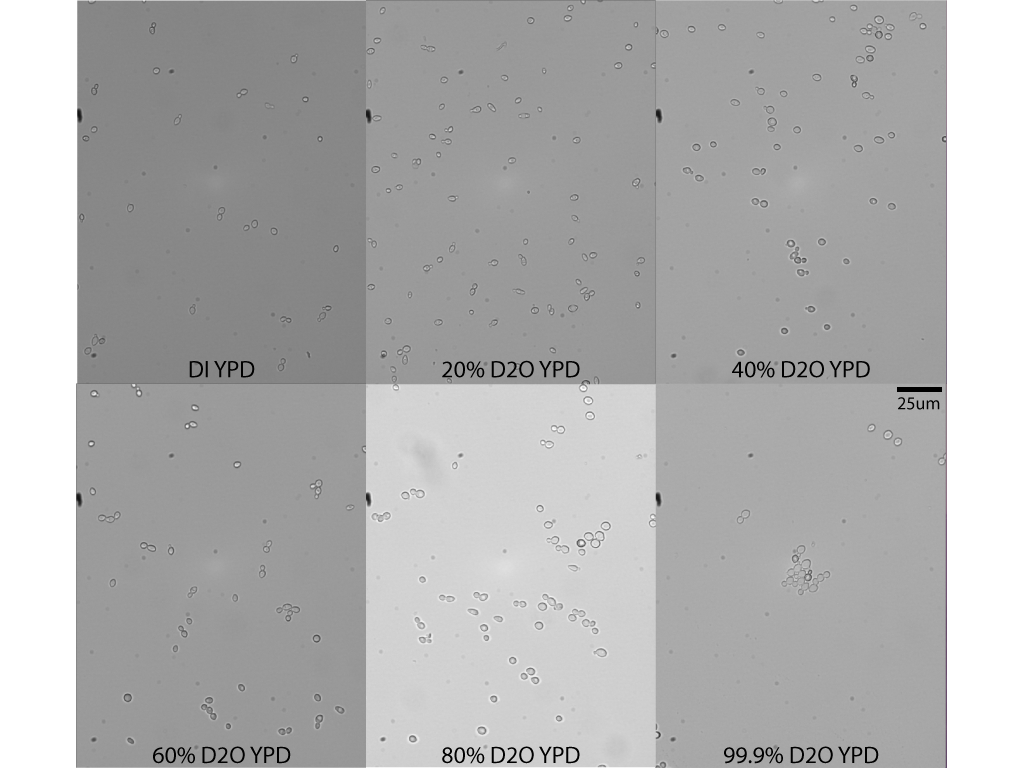 DI YPD
20% D2O YPD
40% D2O YPD
25um
60% D2O YPD
80% D2O YPD
99.9% D2O YPD